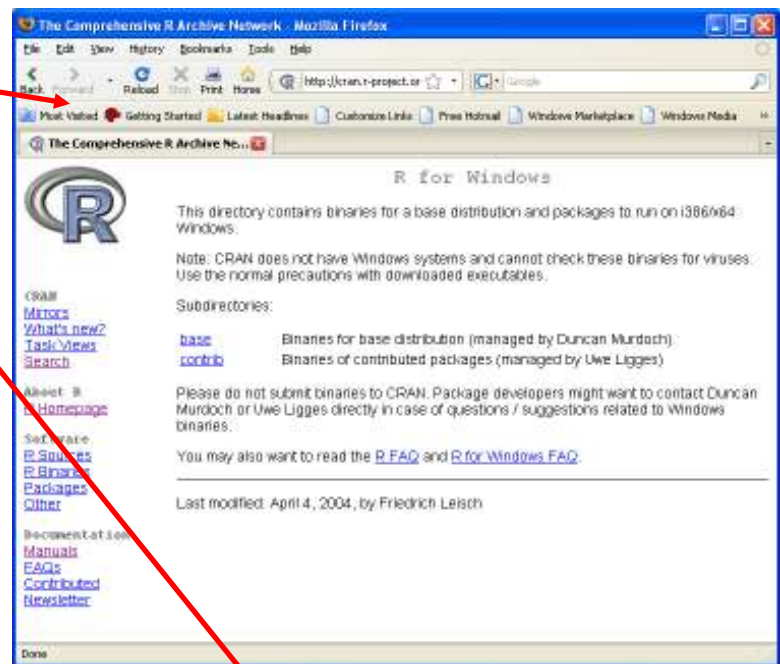 The Comprehensive R Archive Network - Mozilla Firefox
File Edit View History Bookmarks Tools Help
Back Forward Reload Stop Print Home http://cran.r-project.or Google
Most Visited Getting Started Latest Headlines Customize Links Free Hotmail Windows Marketplace Windows Media »
The Comprehensive R Archive Ne...
R for Windows
This directory contains binaries for a base distribution and packages to run on i386/x64
Windows.
Note: CRAN does not have Windows systems and cannot check these binaries for viruses.
Use the normal precautions with downloaded executables.
Subdirectories:
base Binaries for base distribution (managed by Duncan Murdoch)
contrib Binaries of contributed packages (managed by Uwe Ligges)
Please do not submit binaries to CRAN. Package developers might want to contact Duncan
Murdoch or Uwe Ligges directly in case of questions / suggestions related to Windows
binaries.
You may also want to read the R FAQ and R for Windows FAQ.
Last modified: April 4, 2004, by Friedrich Leisch
R
CRAN
Mirrors
What's new?
Task Views
Search
About R
R Homepage
Software
R Sources
R Binaries
Packages
Other
Documentation
Manuals
FAQs
Contributed
Newsletter
Done